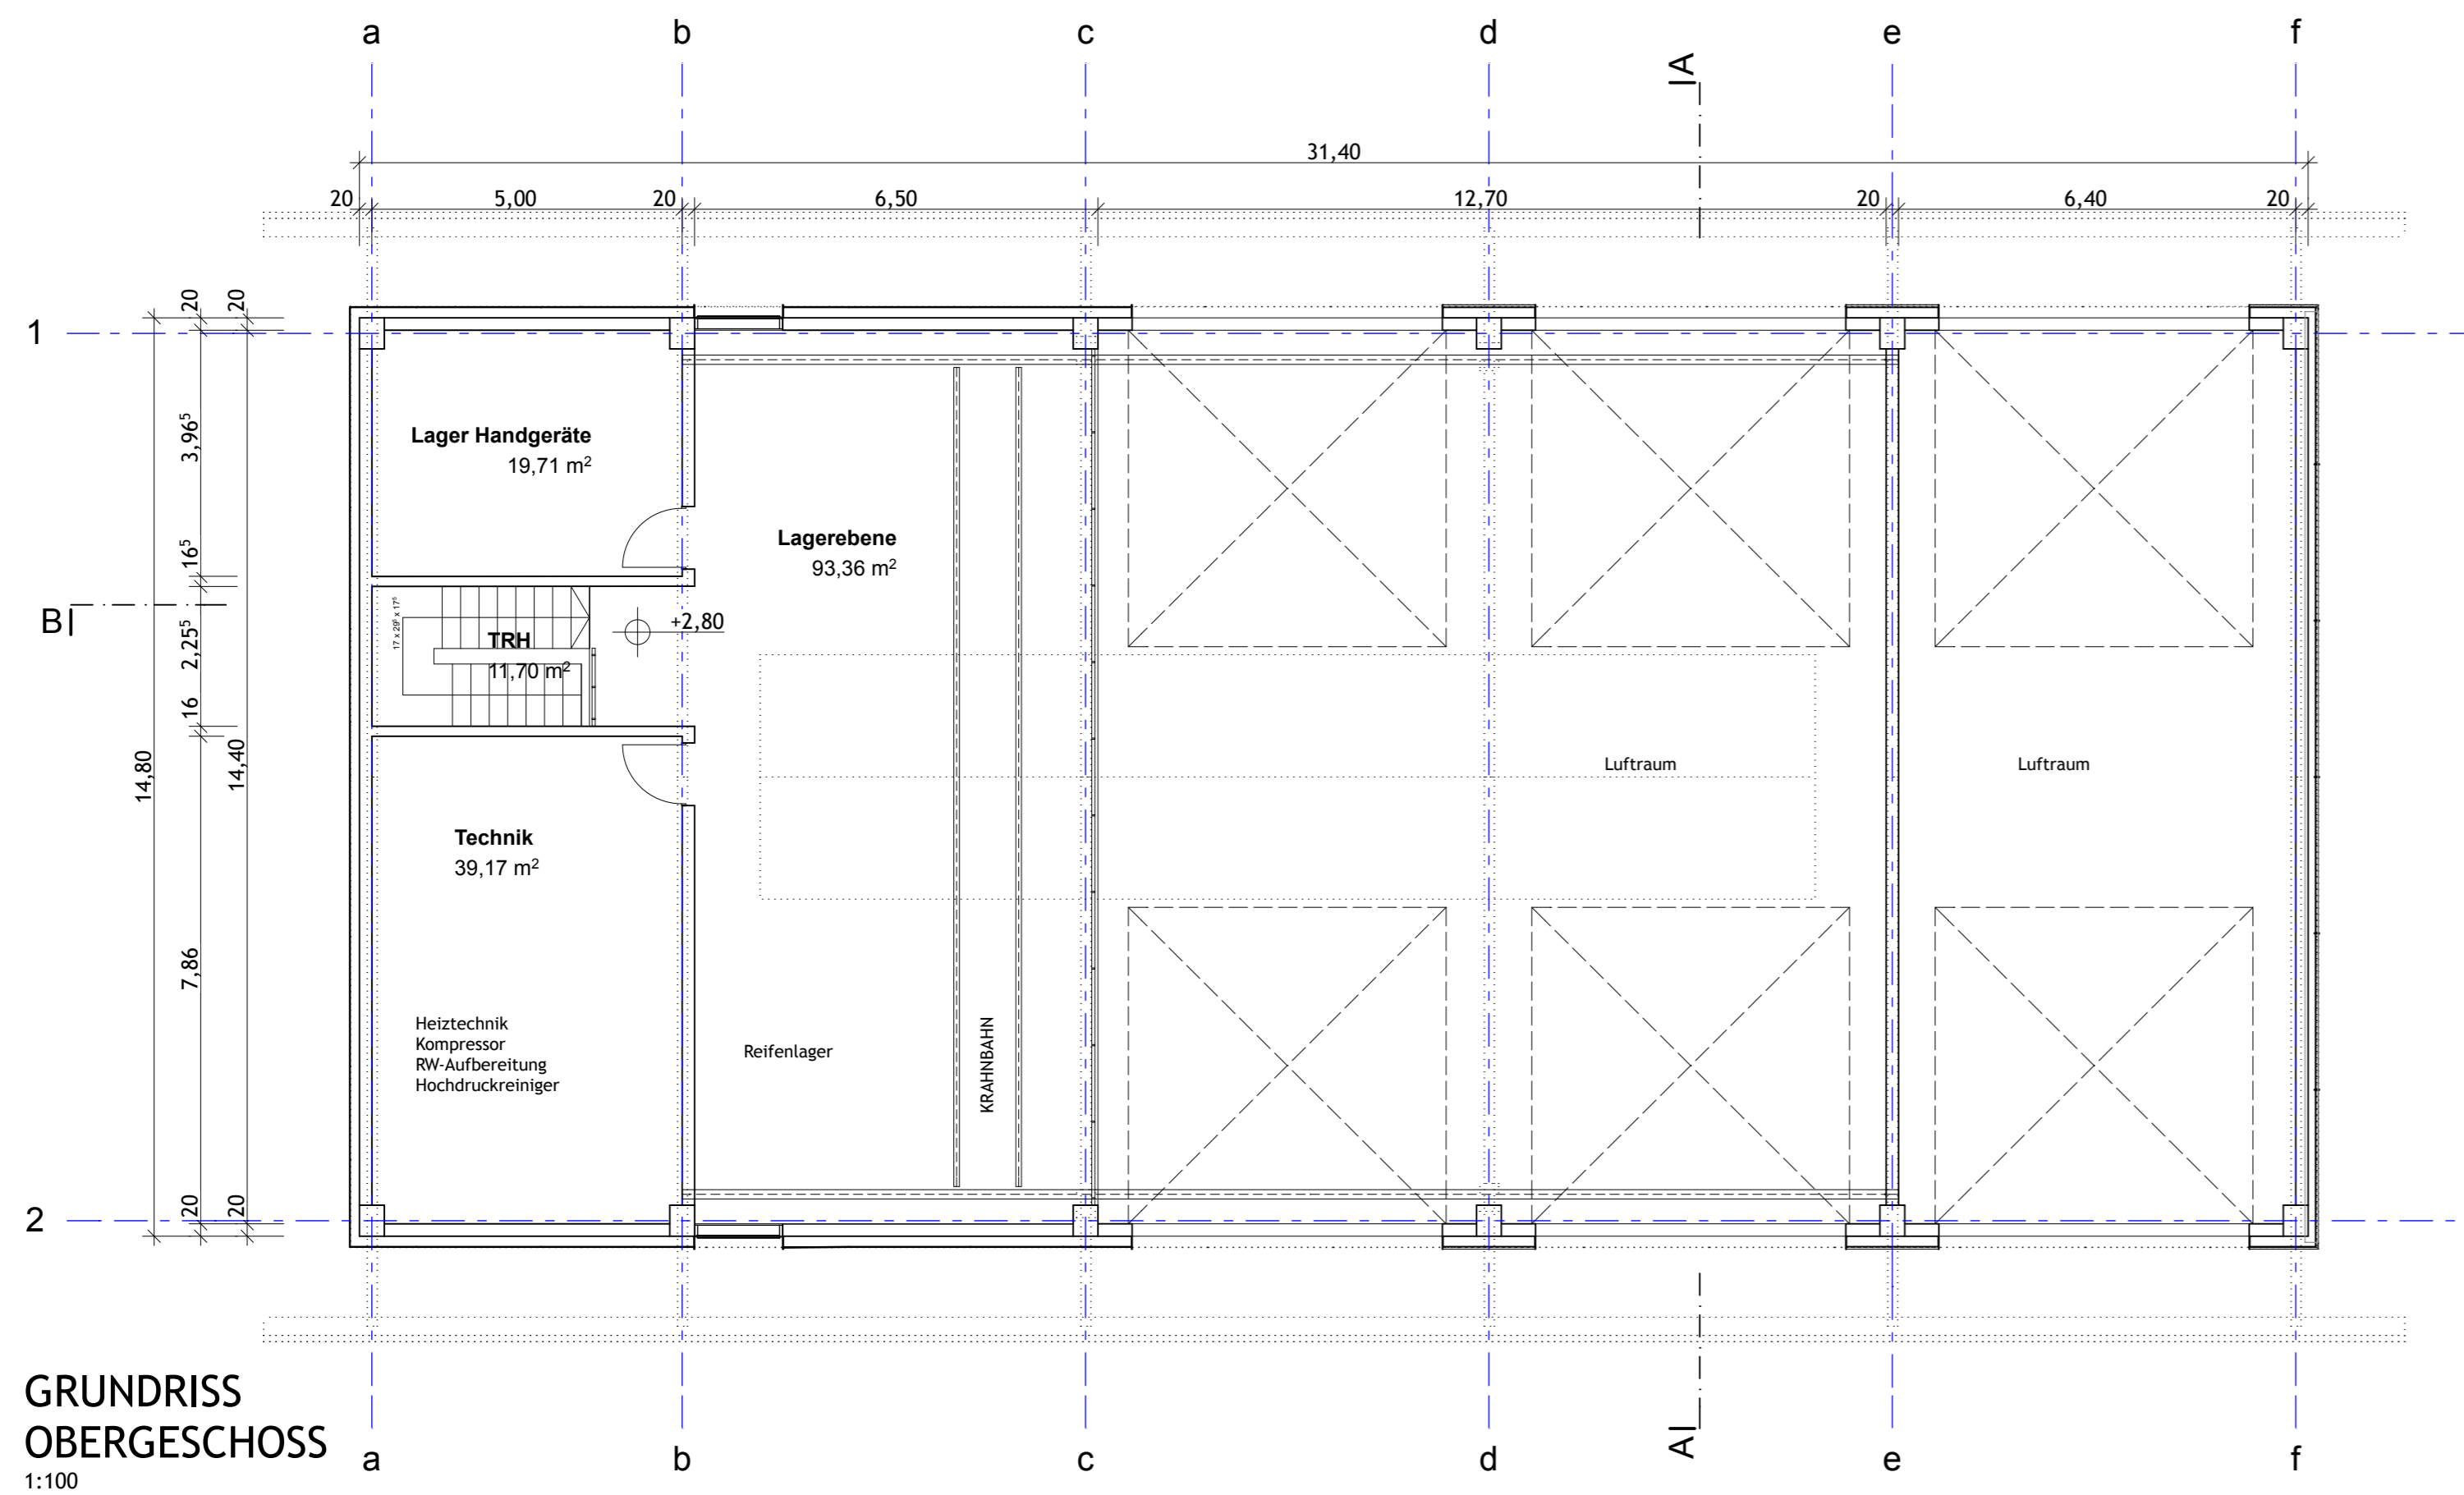 a b c d e f
A
31,40
20 5,00 20 6,50 12,70 20 6,40 20
20 20
1
3,96⁵
Lager Handgeräte
19,71 m²
Lagerebene
93,36 m²
16⁵
B
17 x 29⁵ x 17⁵
TRH
11,70 m²
+2,80
2,25⁵
16
14,80
14,40
Luftraum
Luftraum
Technik
39,17 m²
7,86
Heiztechnik
Kompressor
RW-Aufbereitung
Hochdruckreiniger
Reifenlager
KRAHNBAHN
20 20
2
GRUNDRISS
OBERGESCHOSS
1:100
A
a b c d e f